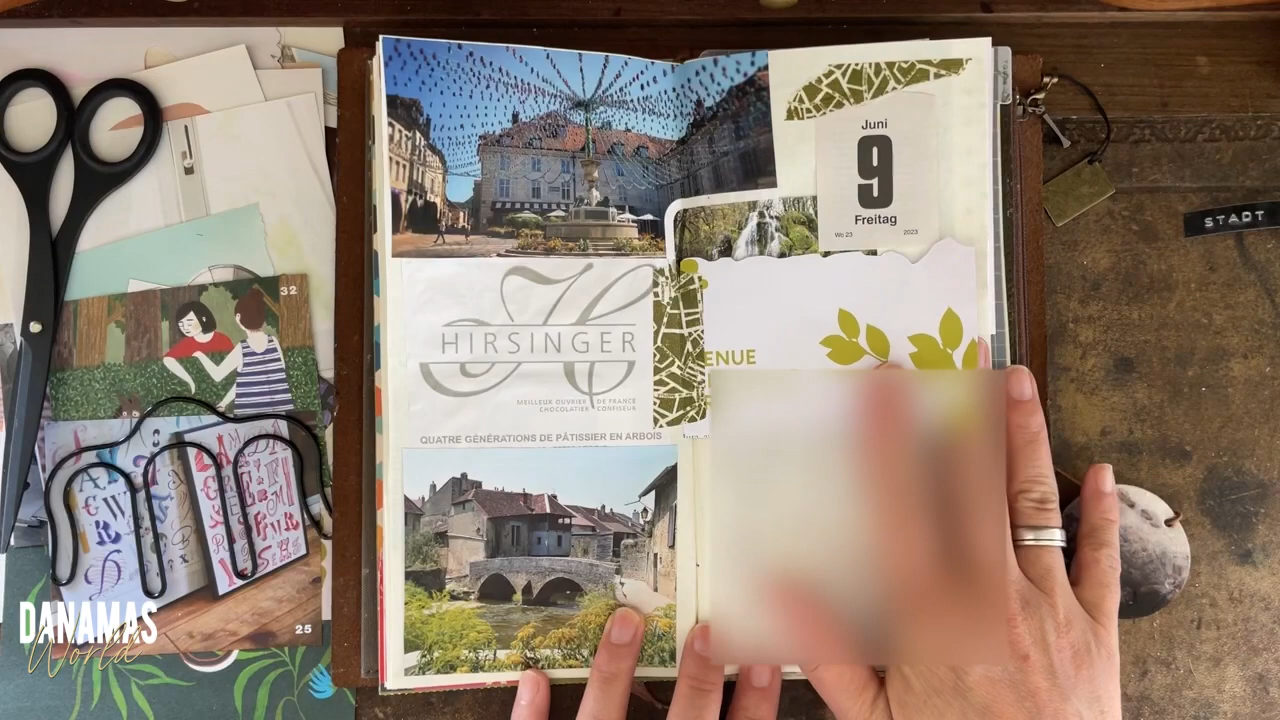 Juni
9
Freitag
Wo 23 2023
STADT
32
HIRSINGER
MEILLEUR OUVRIER DE FRANCE
CHOCOLATIER CONFISEUR
ENUE
QUATRE GÉNÉRATIONS DE PÂTISSIER EN ARBOIS
25
DANAMAS
World